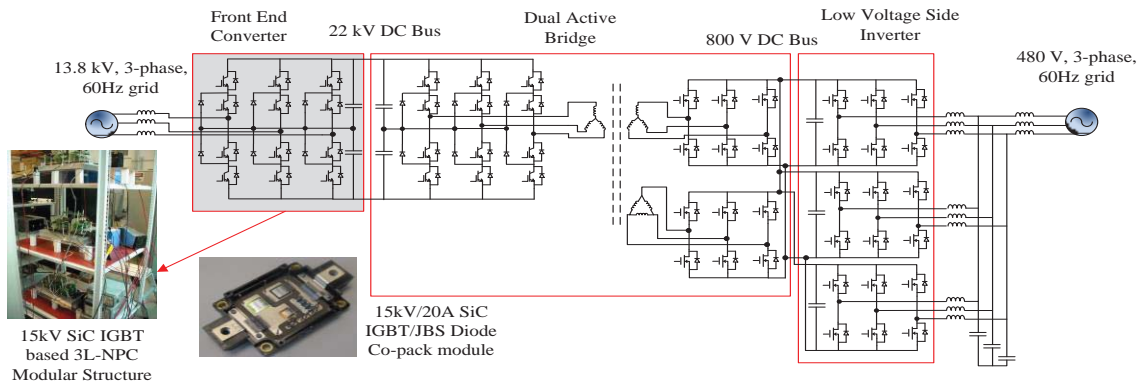 Front End
Converter
22 kV DC Bus
Dual Active
Bridge
800 V DC Bus
Low Voltage Side
Inverter
13.8 kV, 3-phase,
60Hz grid
480 V, 3-phase,
60Hz grid
15kV SiC IGBT
based 3L-NPC
Modular Structure
15kV/20A SiC
IGBT/JBS Diode
Co-pack module